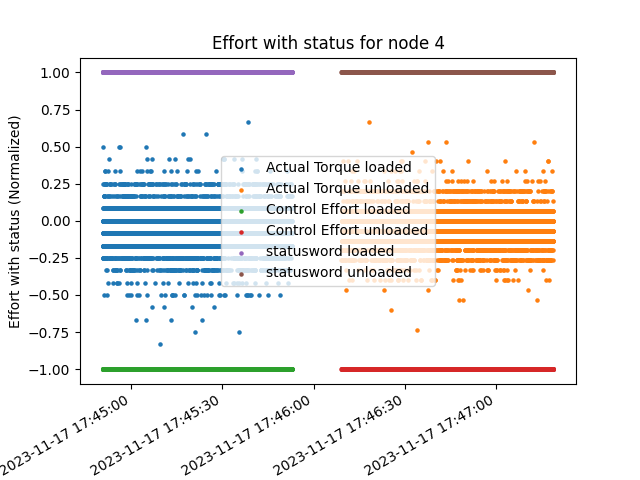 Effort with status for node 4
Effort with status (Normalized)
1.00
0.75
0.50
0.25
0.00
−0.25
−0.50
−0.75
−1.00
Actual Torque loaded
Actual Torque unloaded
Control Effort loaded
Control Effort unloaded
statusword loaded
statusword unloaded
2023-11-17 17:45:00
2023-11-17 17:45:30
2023-11-17 17:46:00
2023-11-17 17:46:30
2023-11-17 17:47:00